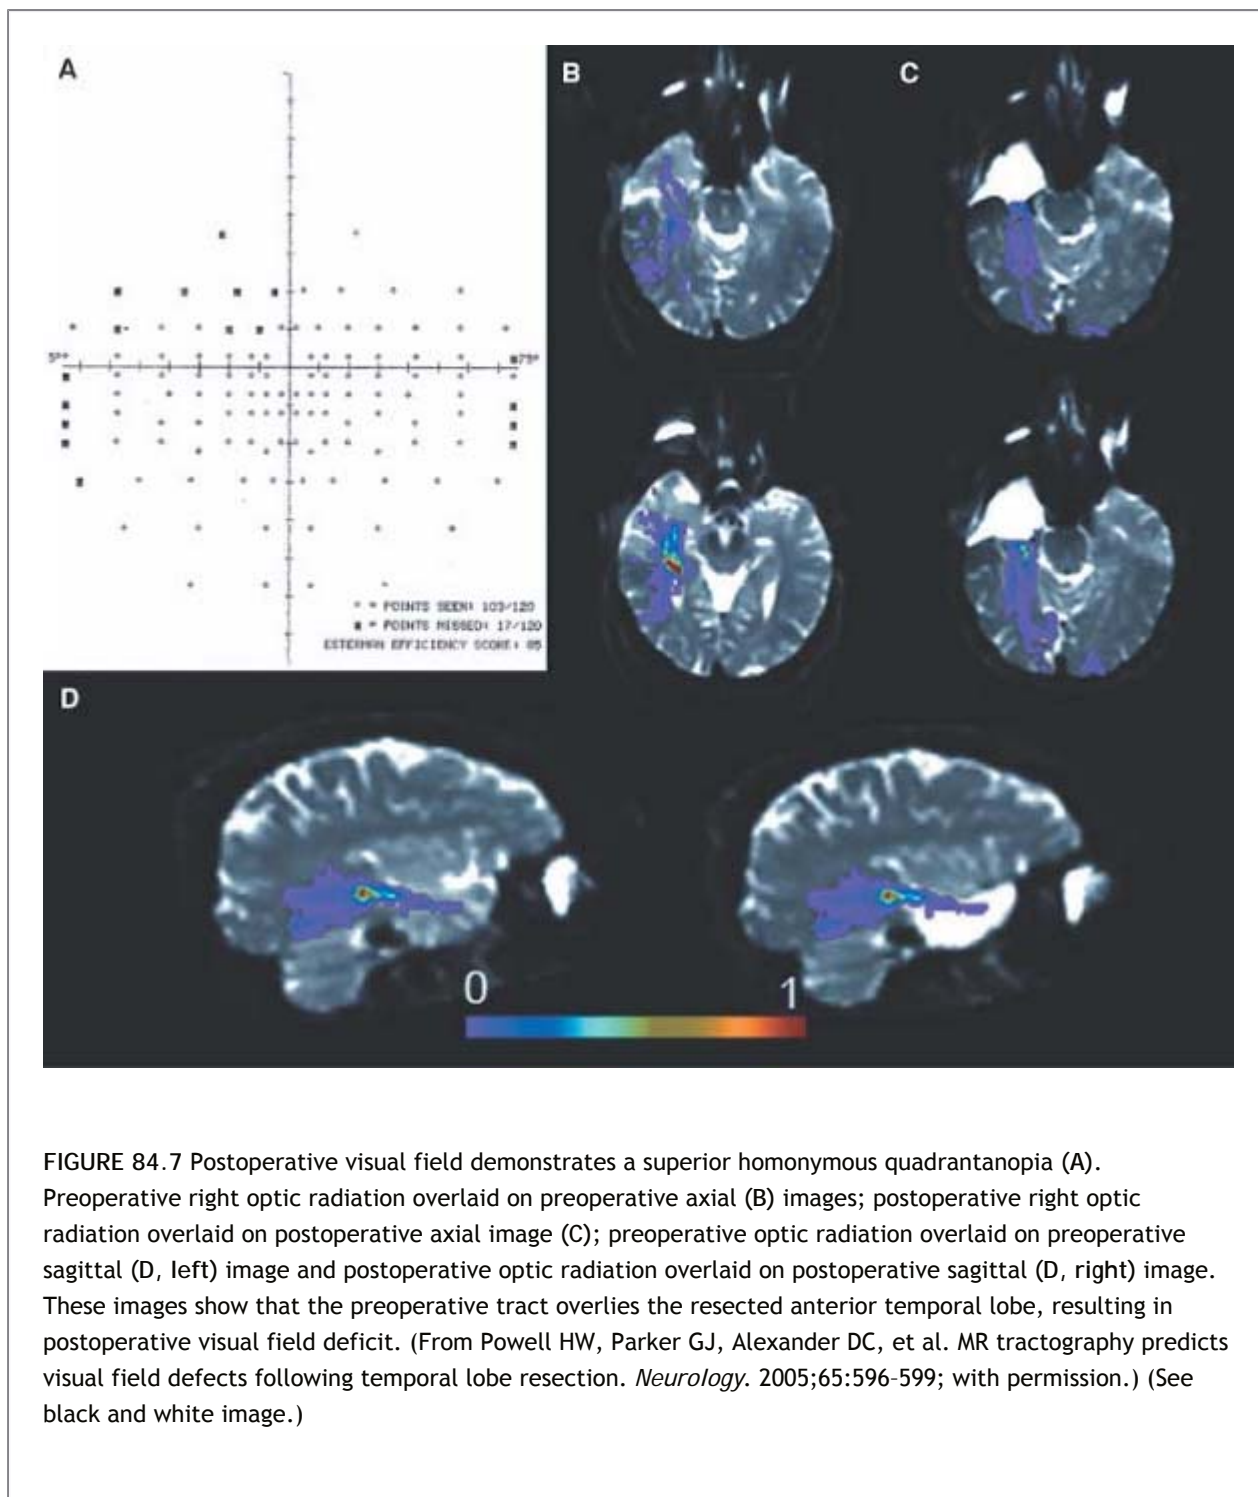 A
B
C
75°
POINTS SEEN: 103/120
POINTS MISSED: 17/120
ESTERMAN EFFICIENCY SCORE: 85
D
0
1
FIGURE 84.7 Postoperative visual field demonstrates a superior homonymous quadrantanopia (A).
Preoperative right optic radiation overlaid on preoperative axial (B) images; postoperative right optic
radiation overlaid on postoperative axial image (C); preoperative optic radiation overlaid on preoperative
sagittal (D, left) image and postoperative optic radiation overlaid on postoperative sagittal (D, right) image.
These images show that the preoperative tract overlies the resected anterior temporal lobe, resulting in
postoperative visual field deficit. (From Powell HW, Parker GJ, Alexander DC, et al. MR tractography predicts
visual field defects following temporal lobe resection. Neurology. 2005;65:596–599; with permission.) (See
black and white image.)